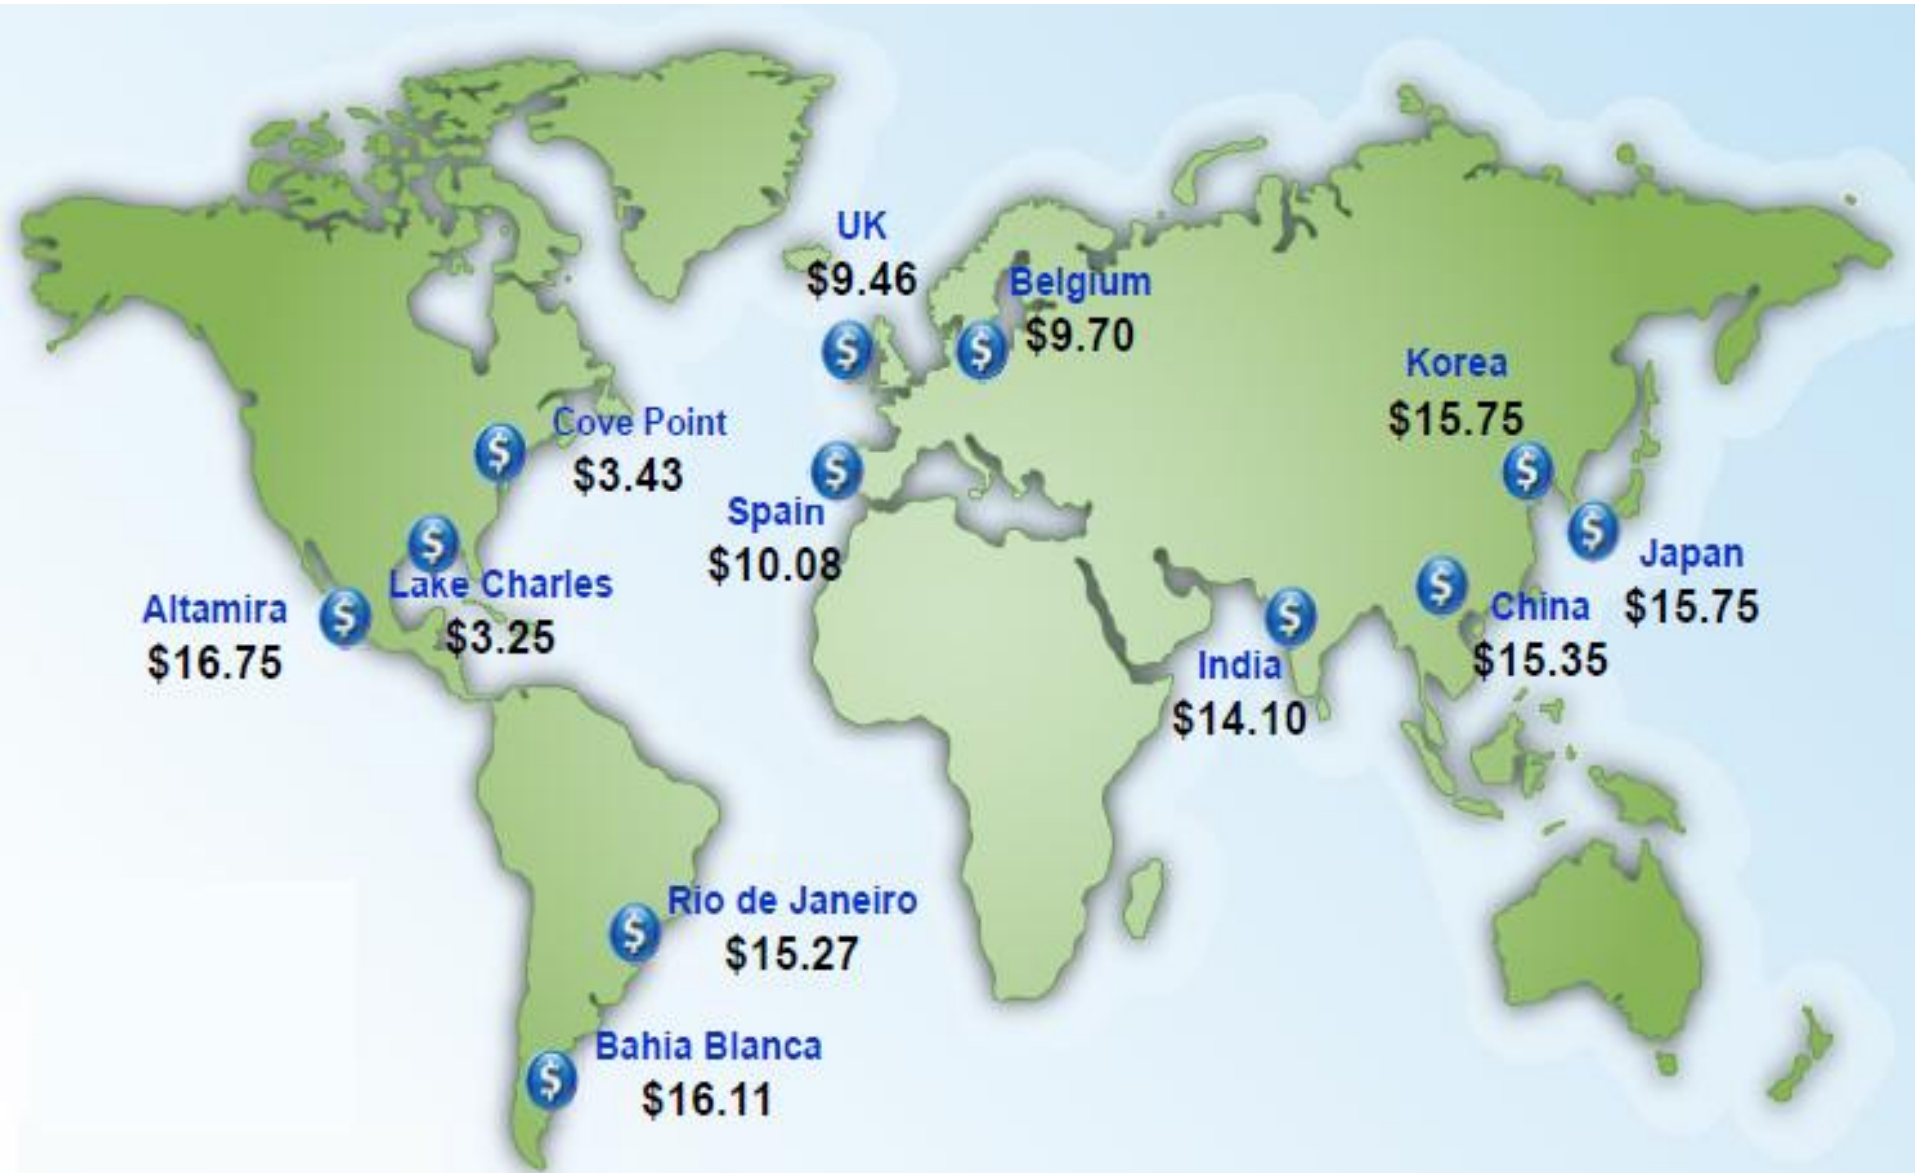 UK
$9.46
Belgium
$9.70
Korea
$15.75
Cove Point
$3.43
Spain
$10.08
Japan
$15.75
Lake Charles
$3.25
Altamira
$16.75
China
$15.35
India
$14.10
Rio de Janeiro
$15.27
Bahia Blanca
$16.11